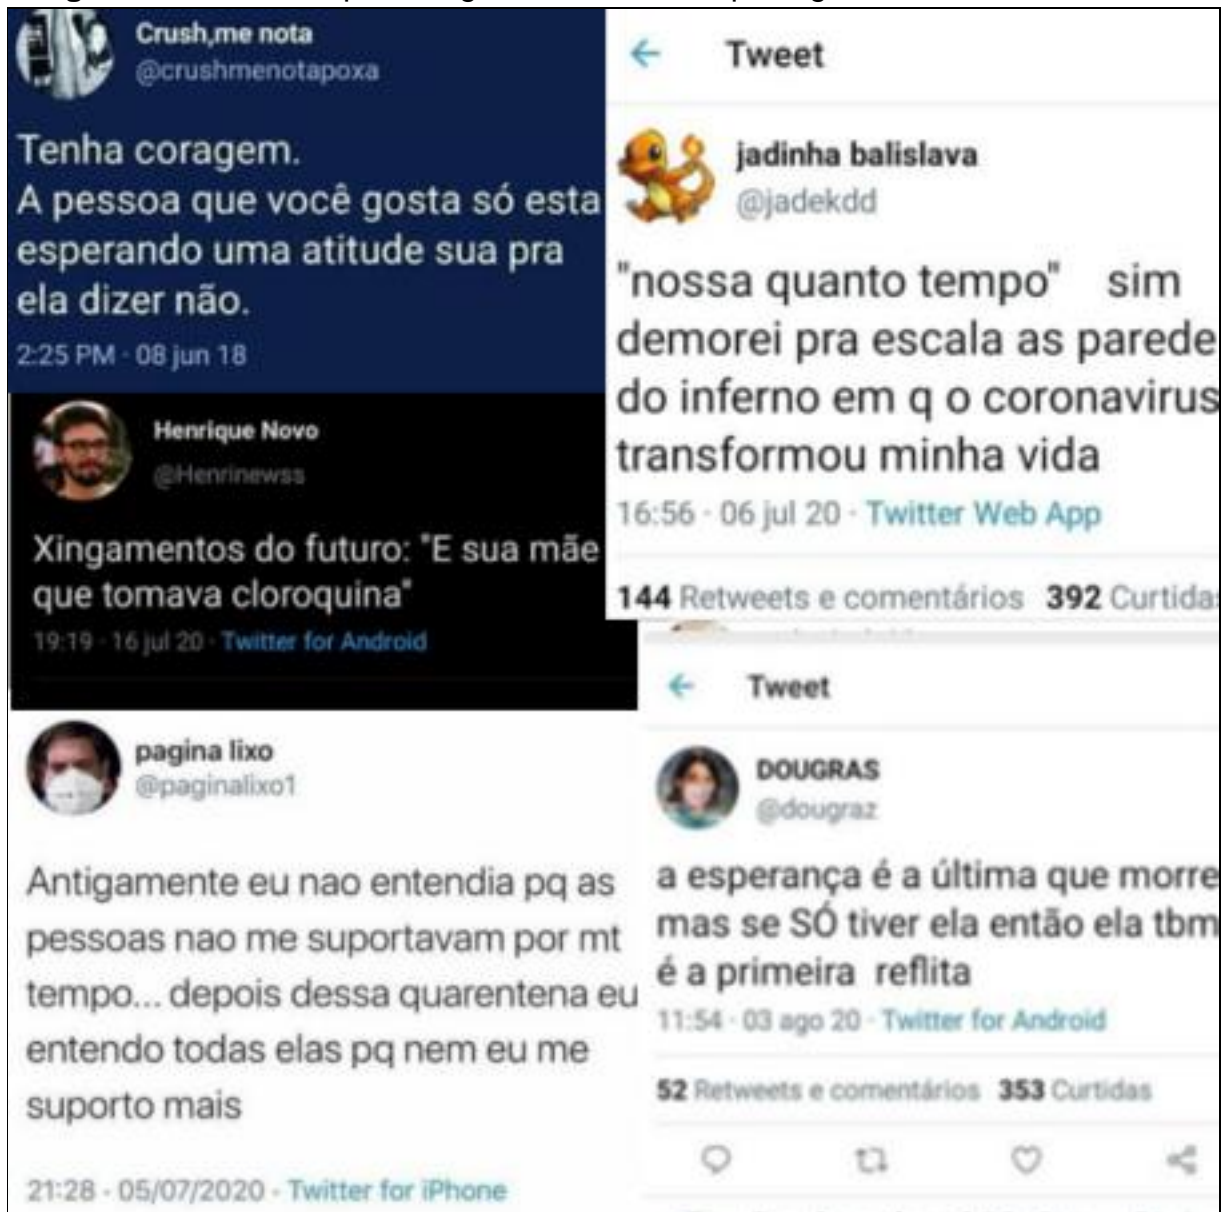 Crush,me nota
@crushmenotapoxa
Tenha coragem.
A pessoa que você gosta só esta
esperando uma atitude sua pra
ela dizer não.
2:25 PM · 08 jun 18
Henrique Novo
@Henrinewss
Xingamentos do futuro: "E sua mãe
que tomava cloroquina"
19:19 · 16 jul 20 · Twitter for Android
pagina lixo
@paginalixo1
Antigamente eu nao entendia pq as
pessoas nao me suportavam por mt
tempo... depois dessa quarentena eu
entendo todas elas pq nem eu me
suporto mais
21:28 · 05/07/2020 · Twitter for iPhone
Tweet
jadinha balislava
@jadekdd
"nossa quanto tempo" sim
demorei pra escala as parede
do inferno em q o coronavirus
transformou minha vida
16:56 · 06 jul 20 · Twitter Web App
144 Retweets e comentários 392 Curtidas
Tweet
DOUGRAS
@dougraz
a esperança é a última que morre
mas se SÓ tiver ela então ela tbm
é a primeira reflita
11:54 · 03 ago 20 · Twitter for Android
52 Retweets e comentários 353 Curtidas